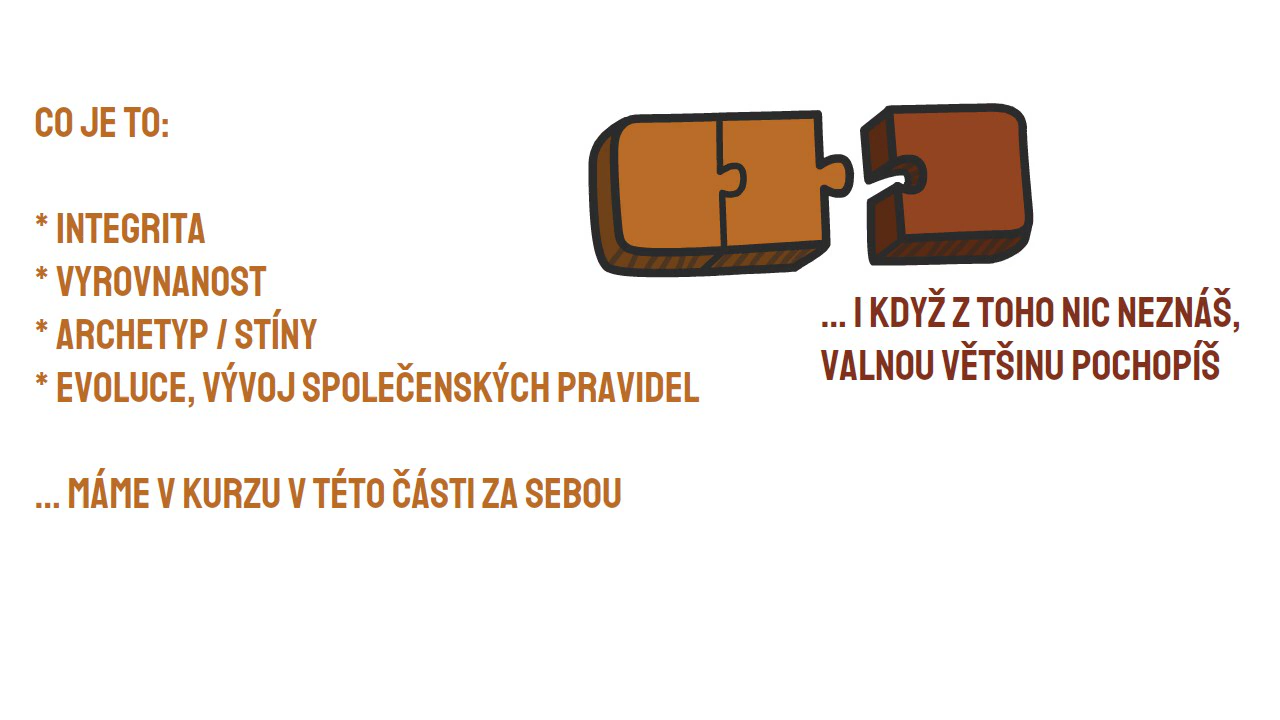 CO JE TO:
* INTEGRITA
* VYROVNANOST
* ARCHETYP / STÍNY
* EVOLUCE, VÝVOJ SPOLEČENSKÝCH PRAVIDEL
... MÁME V KURZU V TÉTO ČÁSTI ZA SEBOU
... I KDYŽ Z TOHO NIC NEZNÁŠ,
VALNOU VĚTŠINU POCHOPÍŠ